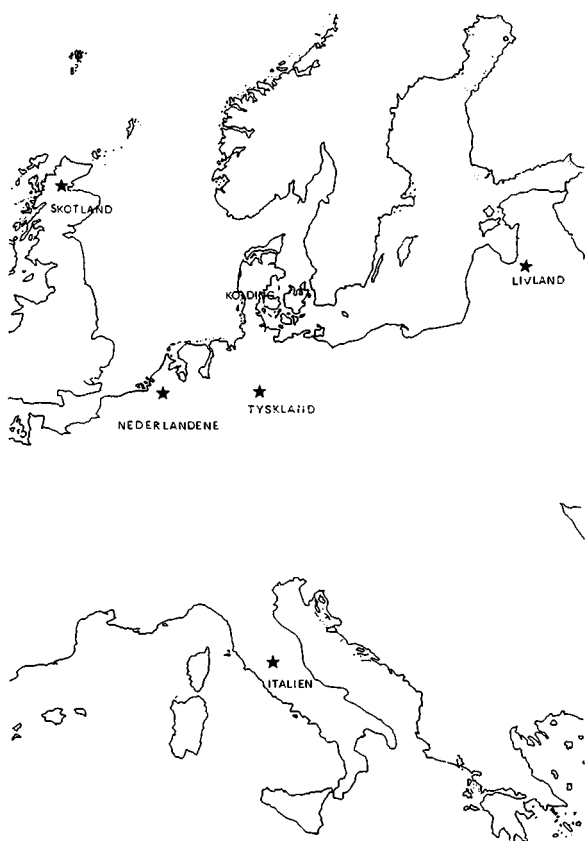 SKOTLAND
LIVLAND
KOLDING
TYSKLAND
NEDERLANDENE
ITALIEN